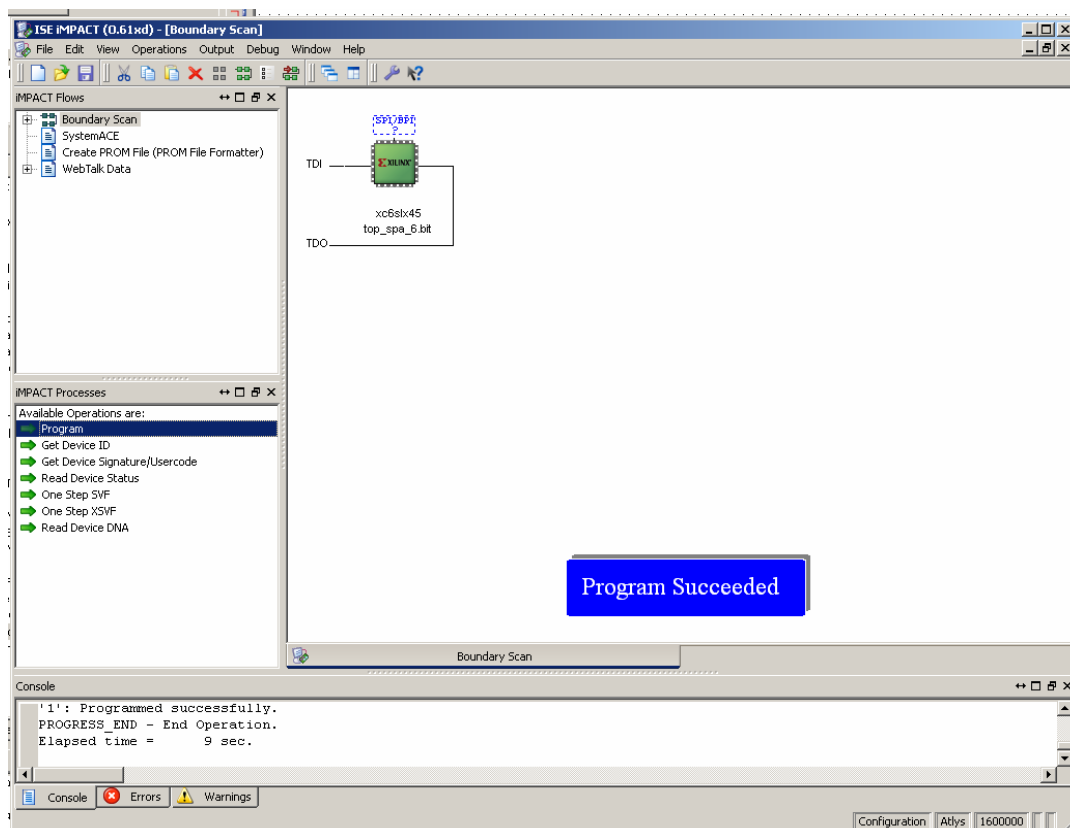 ISE iMPACT (0.61xd) - [Boundary Scan]
File Edit View Operations Output Debug Window Help
iMPACT Flows
Boundary Scan
SystemACE
Create PROM File (PROM File Formatter)
WebTalk Data
SPI/BPI
?
TDI
XILINX
xc6slx45
top_spa_6.bit
TDO
iMPACT Processes
Available Operations are:
Program
Get Device ID
Get Device Signature/Usercode
Read Device Status
One Step SVF
One Step XSVF
Read Device DNA
Program Succeeded
Boundary Scan
Console
'1': Programmed successfully.
PROGRESS_END - End Operation.
Elapsed time =      9 sec.
Console Errors Warnings
Configuration Atlys 1600000